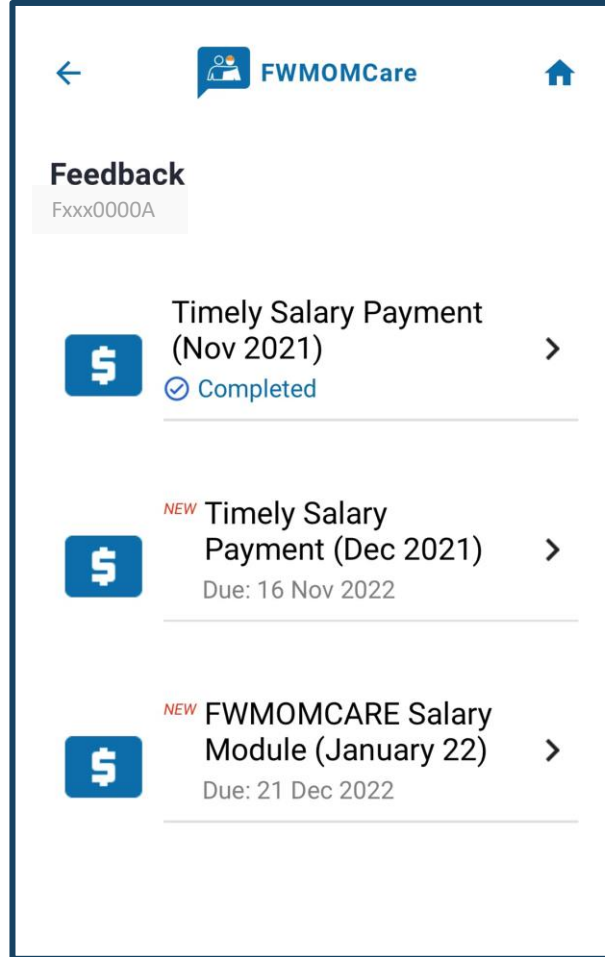 FWMOMCare
Feedback
Fxxx0000A
Timely Salary Payment
(Nov 2021)
Completed
NEW Timely Salary
Payment (Dec 2021)
Due: 16 Nov 2022
NEW FWMOMCARE Salary
Module (January 22)
Due: 21 Dec 2022